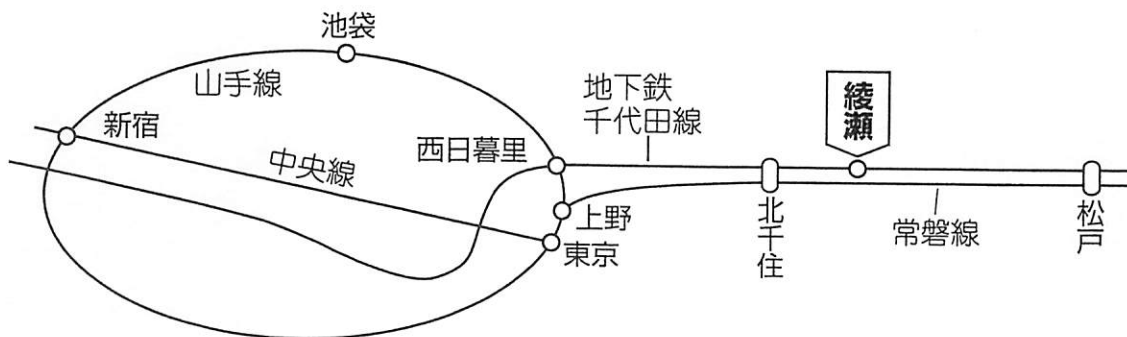 池袋
山手線
新宿
中央線
西日暮里
上野
東京
地下鉄
千代田線
北千住
綾瀬
常磐線
松戸